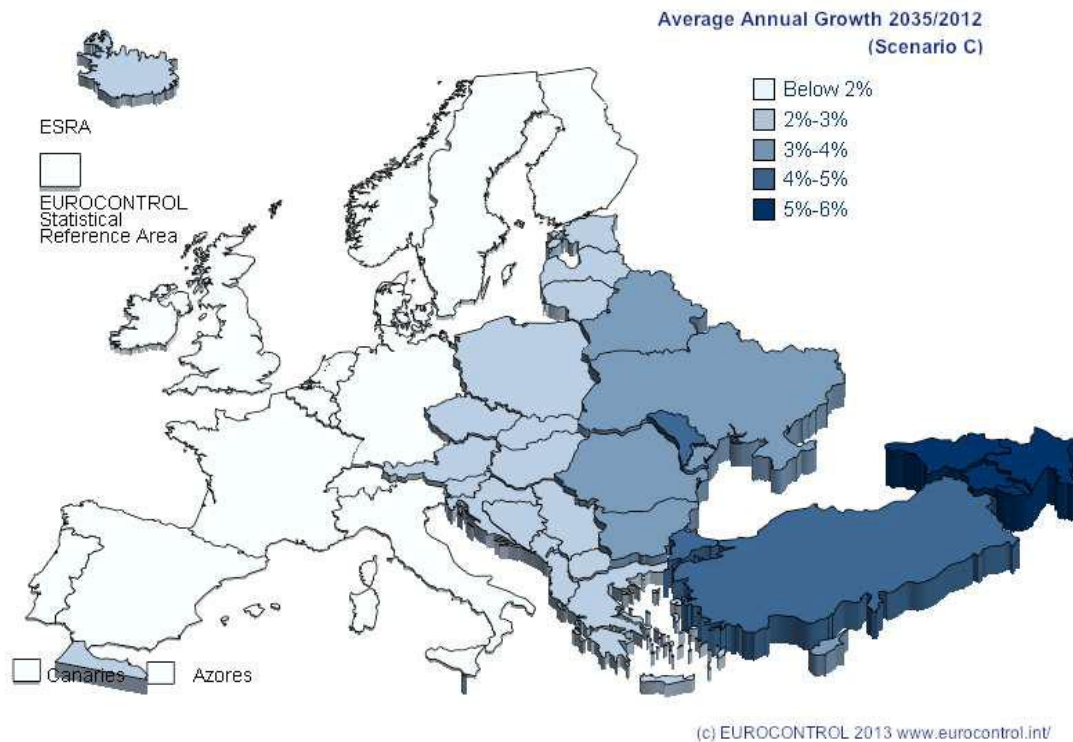 Average Annual Growth 2035/2012
(Scenario C)
Below 2%
2%-3%
3%-4%
4%-5%
5%-6%
ESRA
EUROCONTROL
Statistical
Reference Area
Canaries
Azores
(c) EUROCONTROL 2013 www.eurocontrol.int/